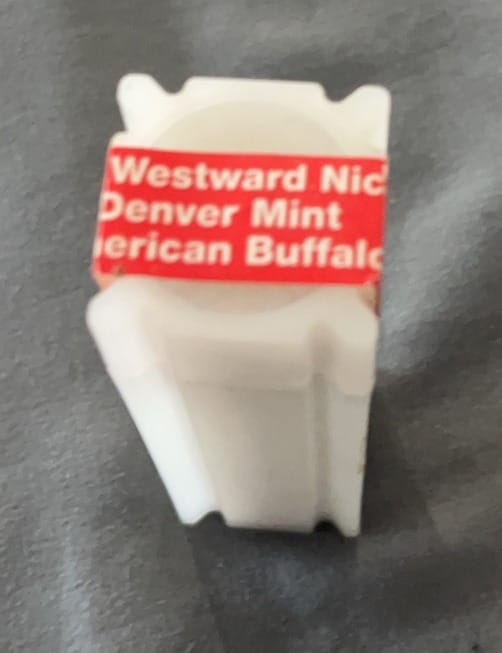 Westward Nic
Denver Mint
erican Buffalo